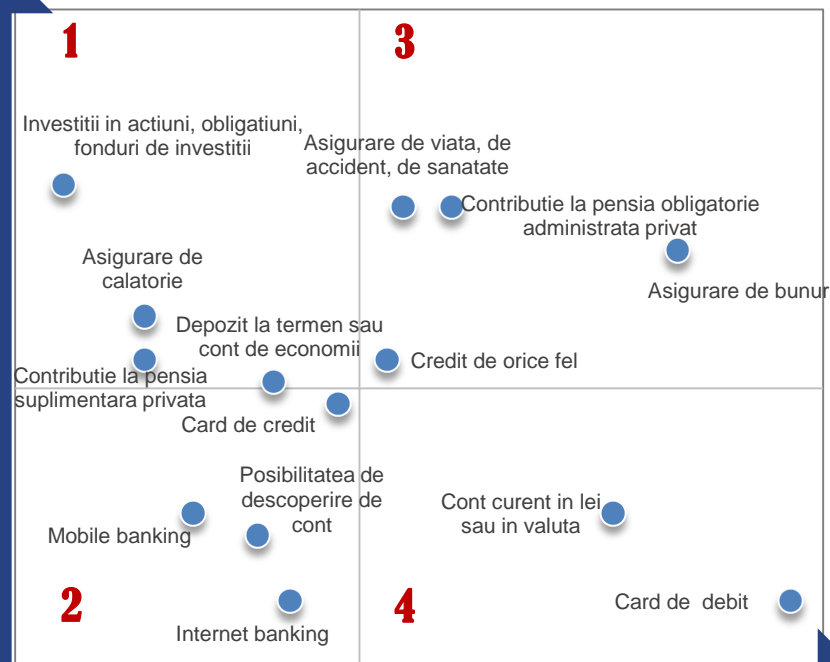 1
3
Investitii in actiuni, obligatiuni,
fonduri de investitii
Asigurare de viata, de
accident, de sanatate
Contributie la pensia obligatorie
administrata privat
Asigurare de
calatorie
Asigurare de bunur
Depozit la termen sau
cont de economii
Credit de orice fel
Contributie la pensia
suplimentara privata
Card de credit
Posibilitatea de
descoperire de
cont
Cont curent in lei
sau in valuta
Mobile banking
2
4
Card de debit
Internet banking